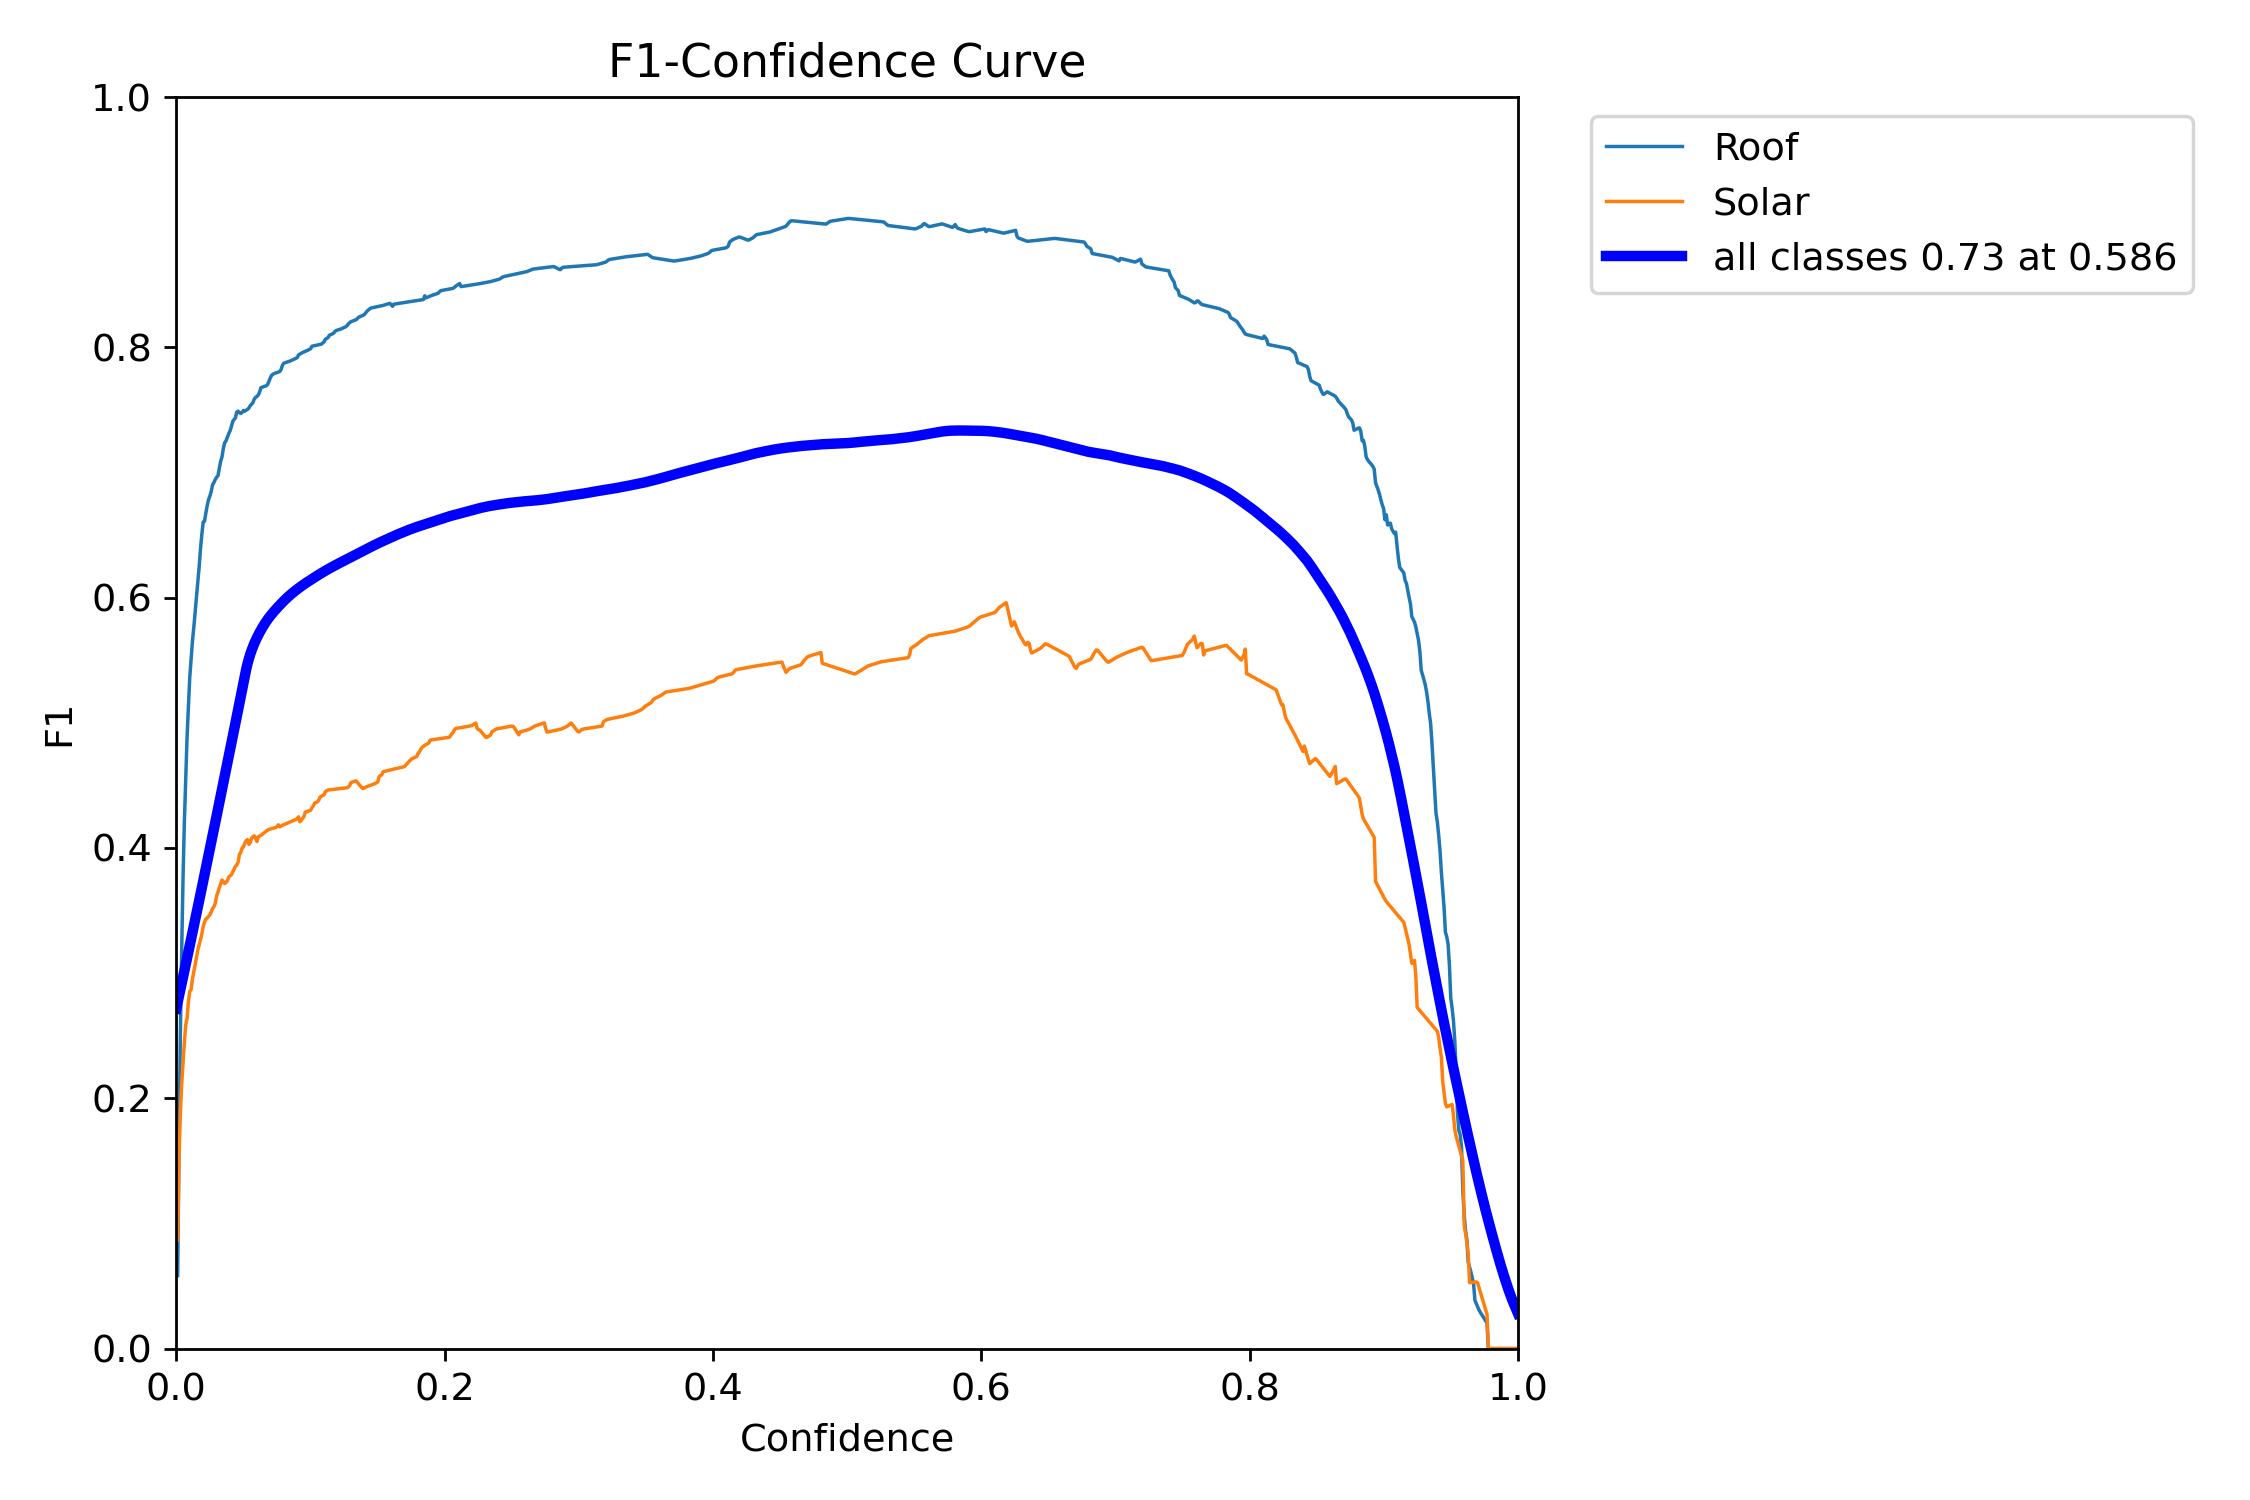 F1-Confidence Curve
1.0
0.8
0.6
0.4
0.2
0.0
F1
0.0 0.2 0.4 0.6 0.8 1.0
Confidence
Roof
Solar
all classes 0.73 at 0.586